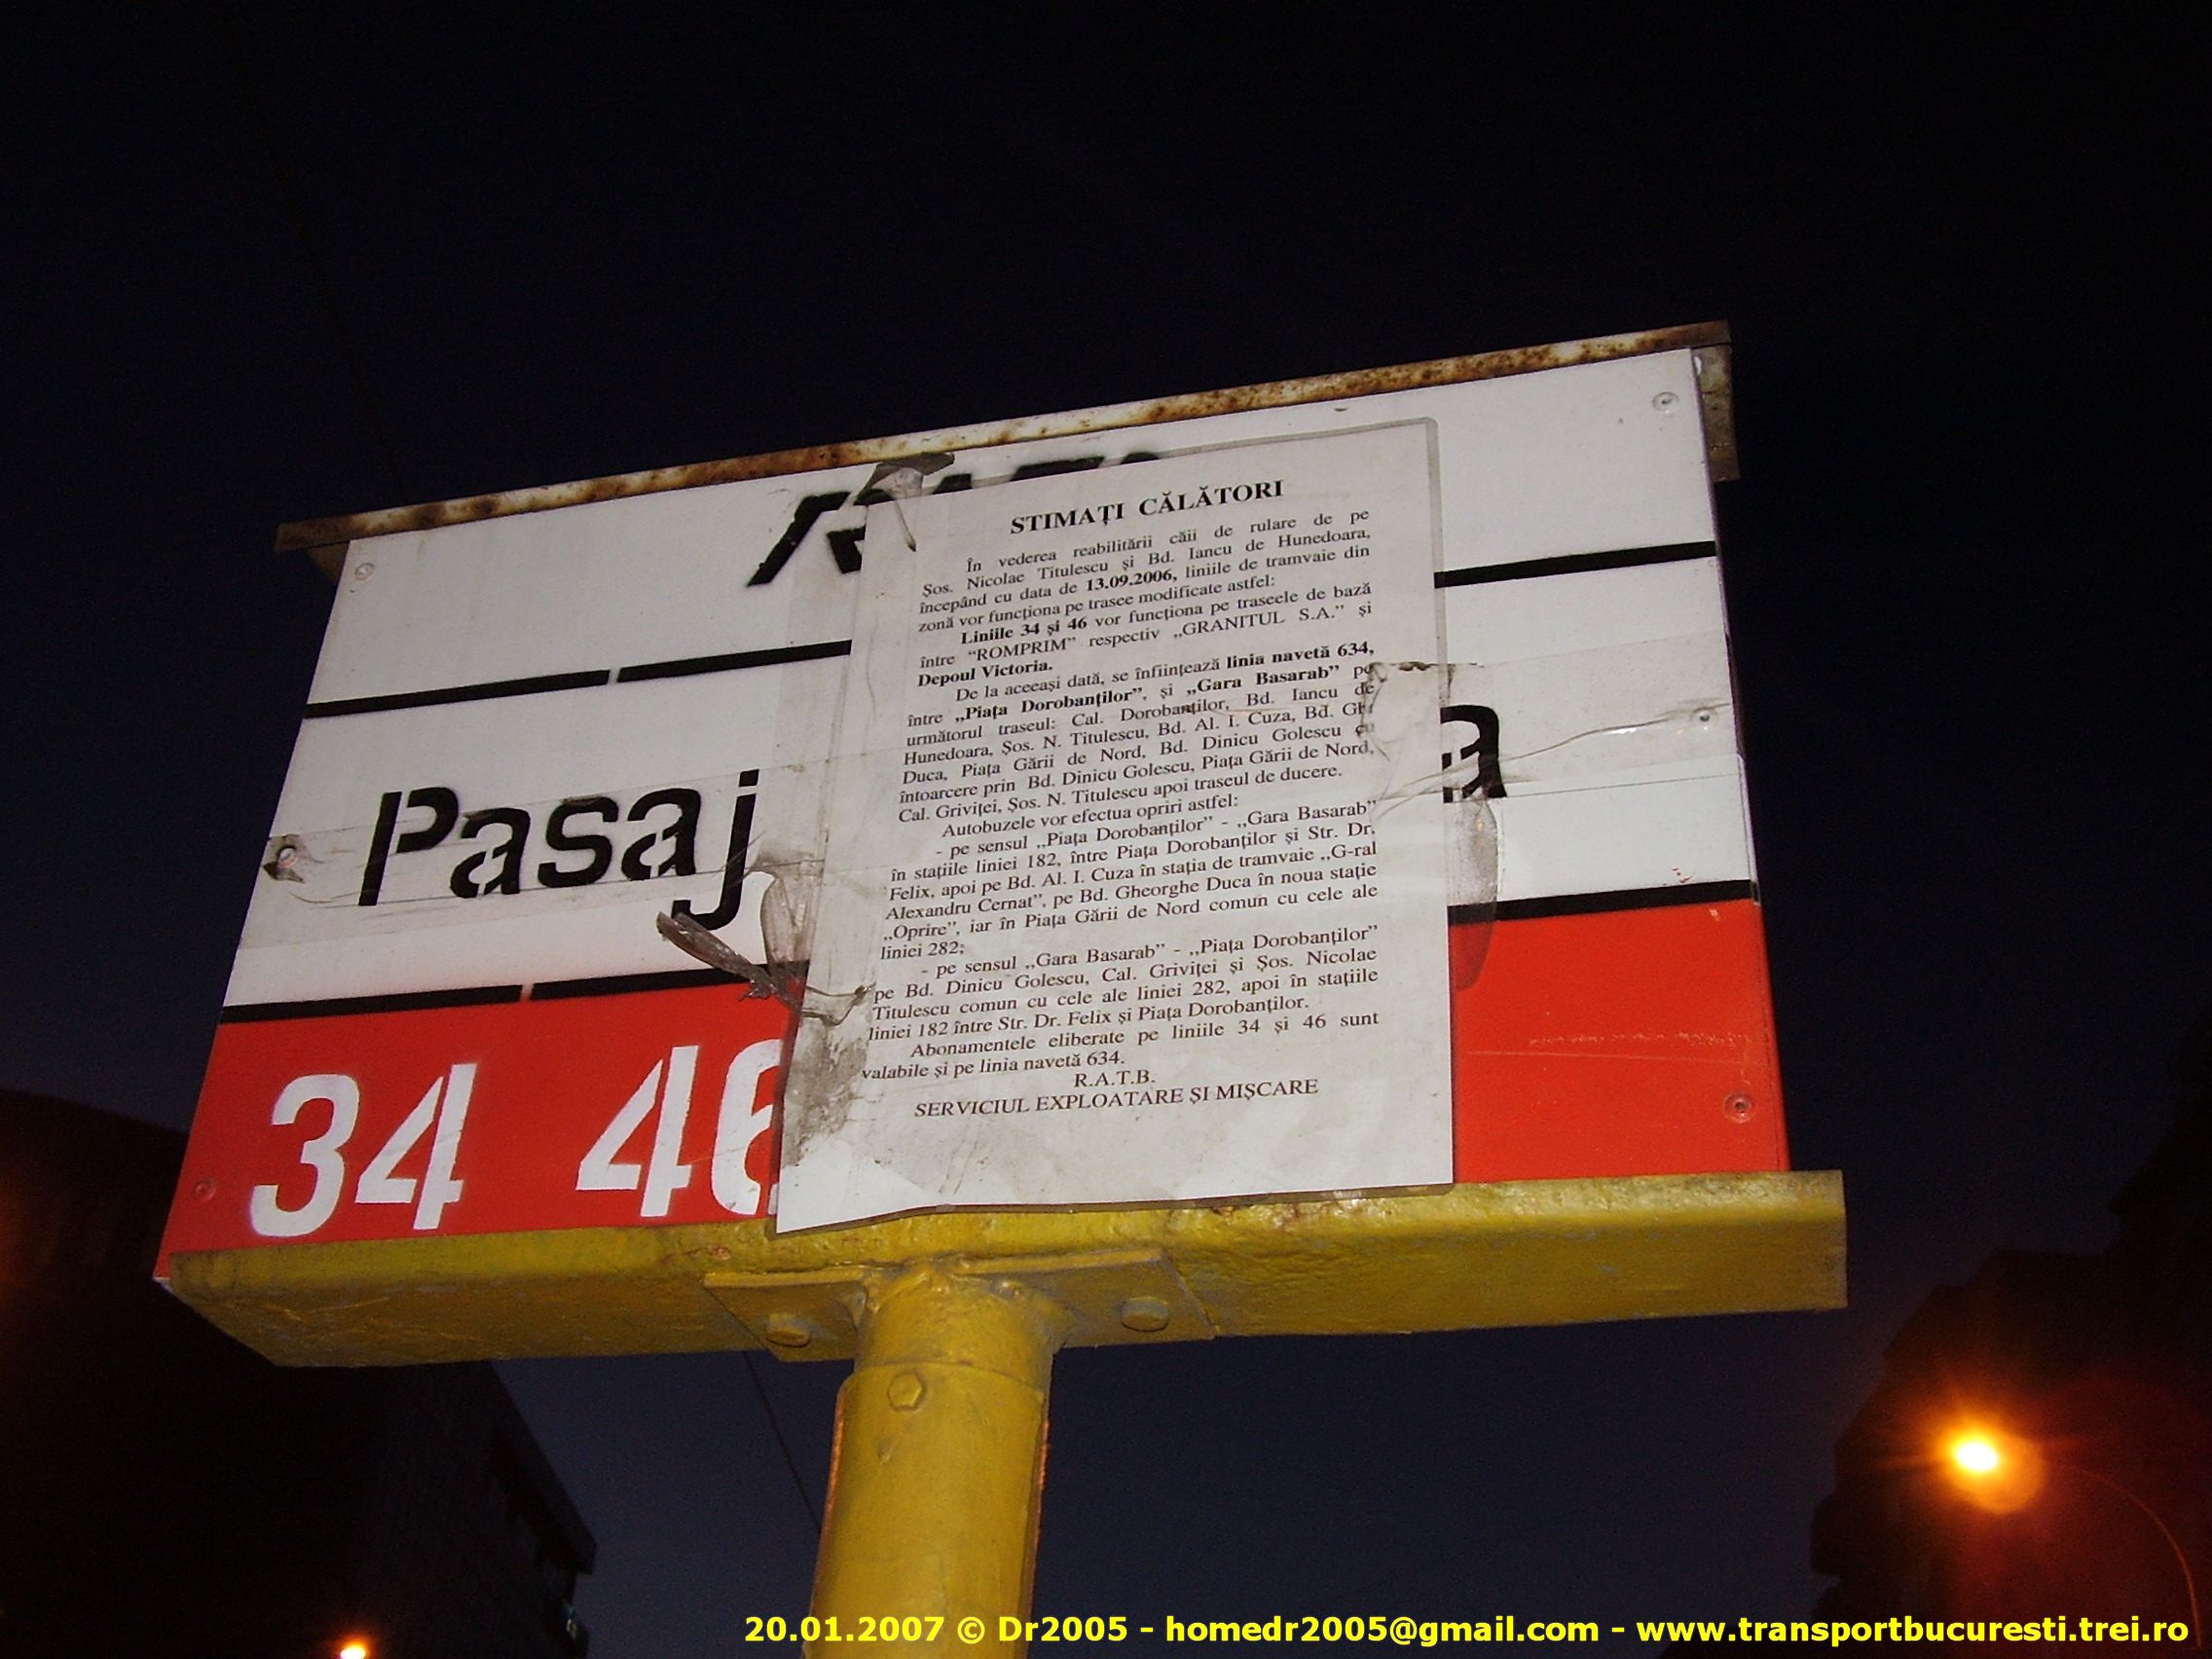 STIMAȚI CĂLĂTORI
În vederea reabilitării căii de rulare de pe
Șos. Nicolae Titulescu și Bd. Iancu de Hunedoara,
începând cu data de 13.09.2006, liniile de tramvaie din
zonă vor funcționa pe trasee modificate astfel:
Liniile 34 și 46 vor funcționa pe traseele de bază
între “ROMPRIM” respectiv „GRANITUL S.A.” și
Depoul Victoria.
De la aceeași dată, se înființează linia navetă 634,
între „Piața Dorobanților”, și „Gara Basarab” pe
următorul traseul: Cal. Dorobanților, Bd. Iancu de
Hunedoara, Șos. N. Titulescu, Bd. Al. I. Cuza, Bd. Gh.
Duca, Piața Gării de Nord, Bd. Dinicu Golescu cu
întoarcere prin Bd. Dinicu Golescu, Piața Gării de Nord,
Cal. Griviței, Șos. N. Titulescu apoi traseul de ducere.
Autobuzele vor efectua opriri astfel:
- pe sensul „Piața Dorobanților” - „Gara Basarab”
în stațiile liniei 182, între Piața Dorobanților și Str. Dr.
Felix, apoi pe Bd. Al. I. Cuza în stația de tramvaie „G-ral
Alexandru Cernat”, pe Bd. Gheorghe Duca în noua stație
„Oprire”, iar în Piața Gării de Nord comun cu cele ale
liniei 282;
- pe sensul „Gara Basarab” - „Piața Dorobanților”
pe Bd. Dinicu Golescu, Cal. Griviței și Șos. Nicolae
Titulescu comun cu cele ale liniei 282, apoi în stațiile
liniei 182 între Str. Dr. Felix și Piața Dorobanților.
Abonamentele eliberate pe liniile 34 și 46 sunt
valabile și pe linia navetă 634.
R.A.T.B.
SERVICIUL EXPLOATARE ȘI MIȘCARE
Pasaj a
34 46
20.01.2007 © Dr2005 - homedr2005@gmail.com - www.transportbucuresti.trei.ro